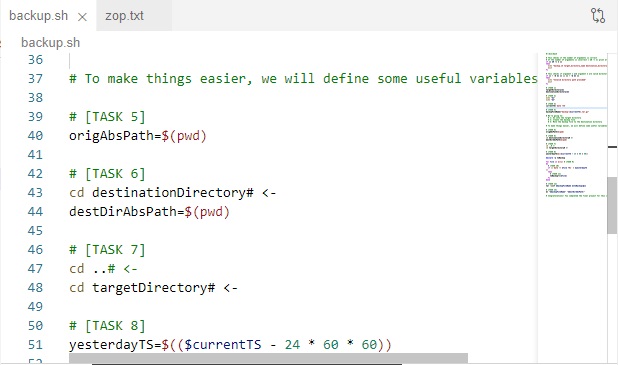 backup.sh zop.txt
backup.sh
36
37 # To make things easier, we will define some useful variables
38
39 # [TASK 5]
40 origAbsPath=$(pwd)
41
42 # [TASK 6]
43 cd destinationDirectory# <-
44 destDirAbsPath=$(pwd)
45
46 # [TASK 7]
47 cd ..# <-
48 cd targetDirectory# <-
49
50 # [TASK 8]
51 yesterdayTS=$(($currentTS - 24 * 60 * 60))